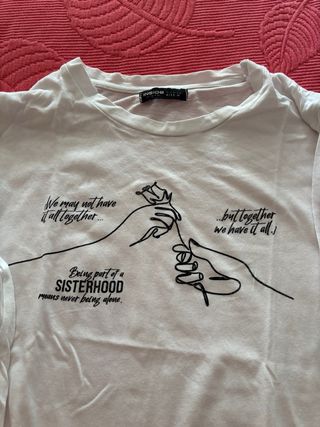 We may not have
it all together...
...but together
we have it all.
Being part of a
SISTERHOOD
means never being alone.